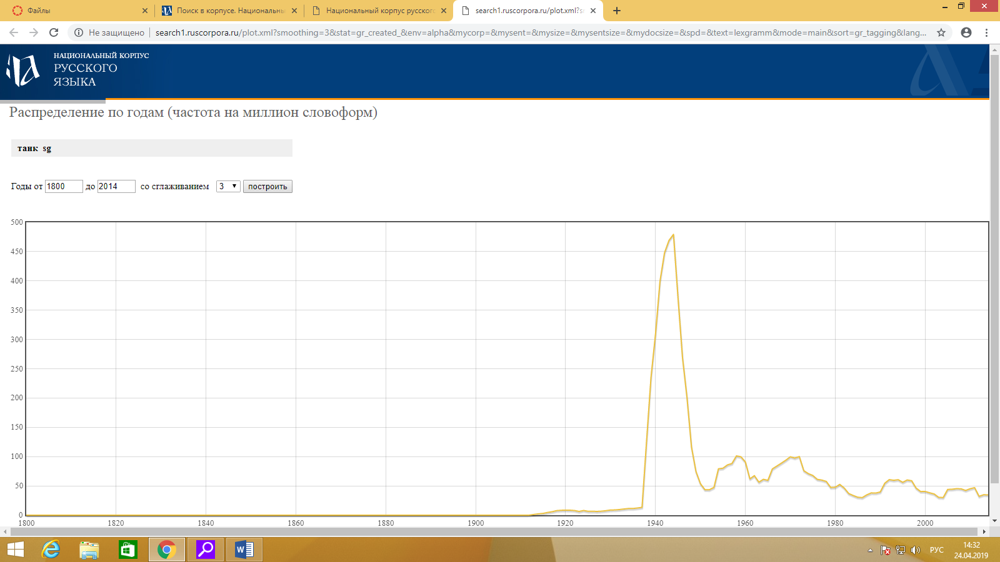 Файлы
Поиск в корпусе. Национальны
Национальный корпус русског
search1.ruscorpora.ru/plot.xml?s
Не защищено
search1.ruscorpora.ru/plot.xml?smoothing=3&stat=gr_created_&env=alpha&mycorp=&mysent=&mysize=&mysentsize=&mydocsize=&spd=&text=lexgramm&mode=main&sort=gr_tagging&lang...
НАЦИОНАЛЬНЫЙ КОРПУС
РУССКОГО
ЯЗЫКА
Распределение по годам (частота на миллион словоформ)
танк sg
Годы от 1800 до 2014 со сглаживанием 3 построить
500
450
400
350
300
250
200
150
100
50
0
1800 1820 1840 1860 1880 1900 1920 1940 1960 1980 2000
РУС
14:32
24.04.2019